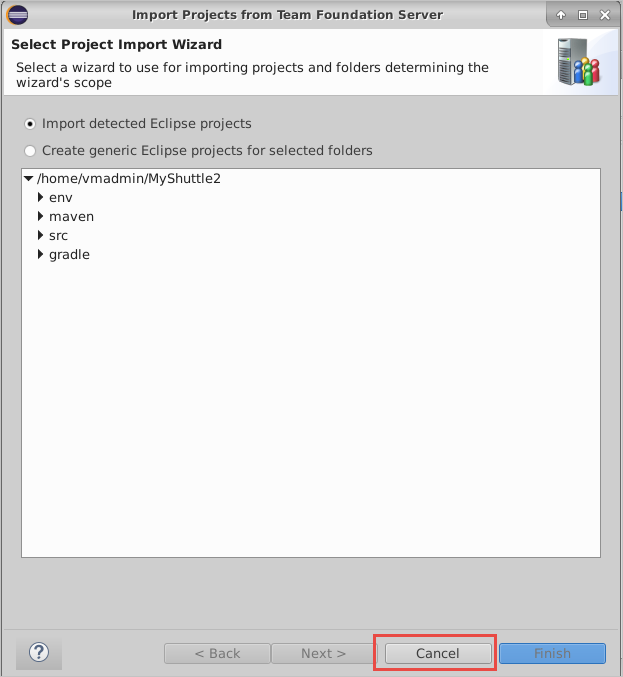 Import Projects from Team Foundation Server
Select Project Import Wizard
Select a wizard to use for importing projects and folders determining the
wizard's scope
Import detected Eclipse projects
Create generic Eclipse projects for selected folders
/home/vmadmin/MyShuttle2
env
maven
src
gradle
?
< Back Next > Cancel Finish